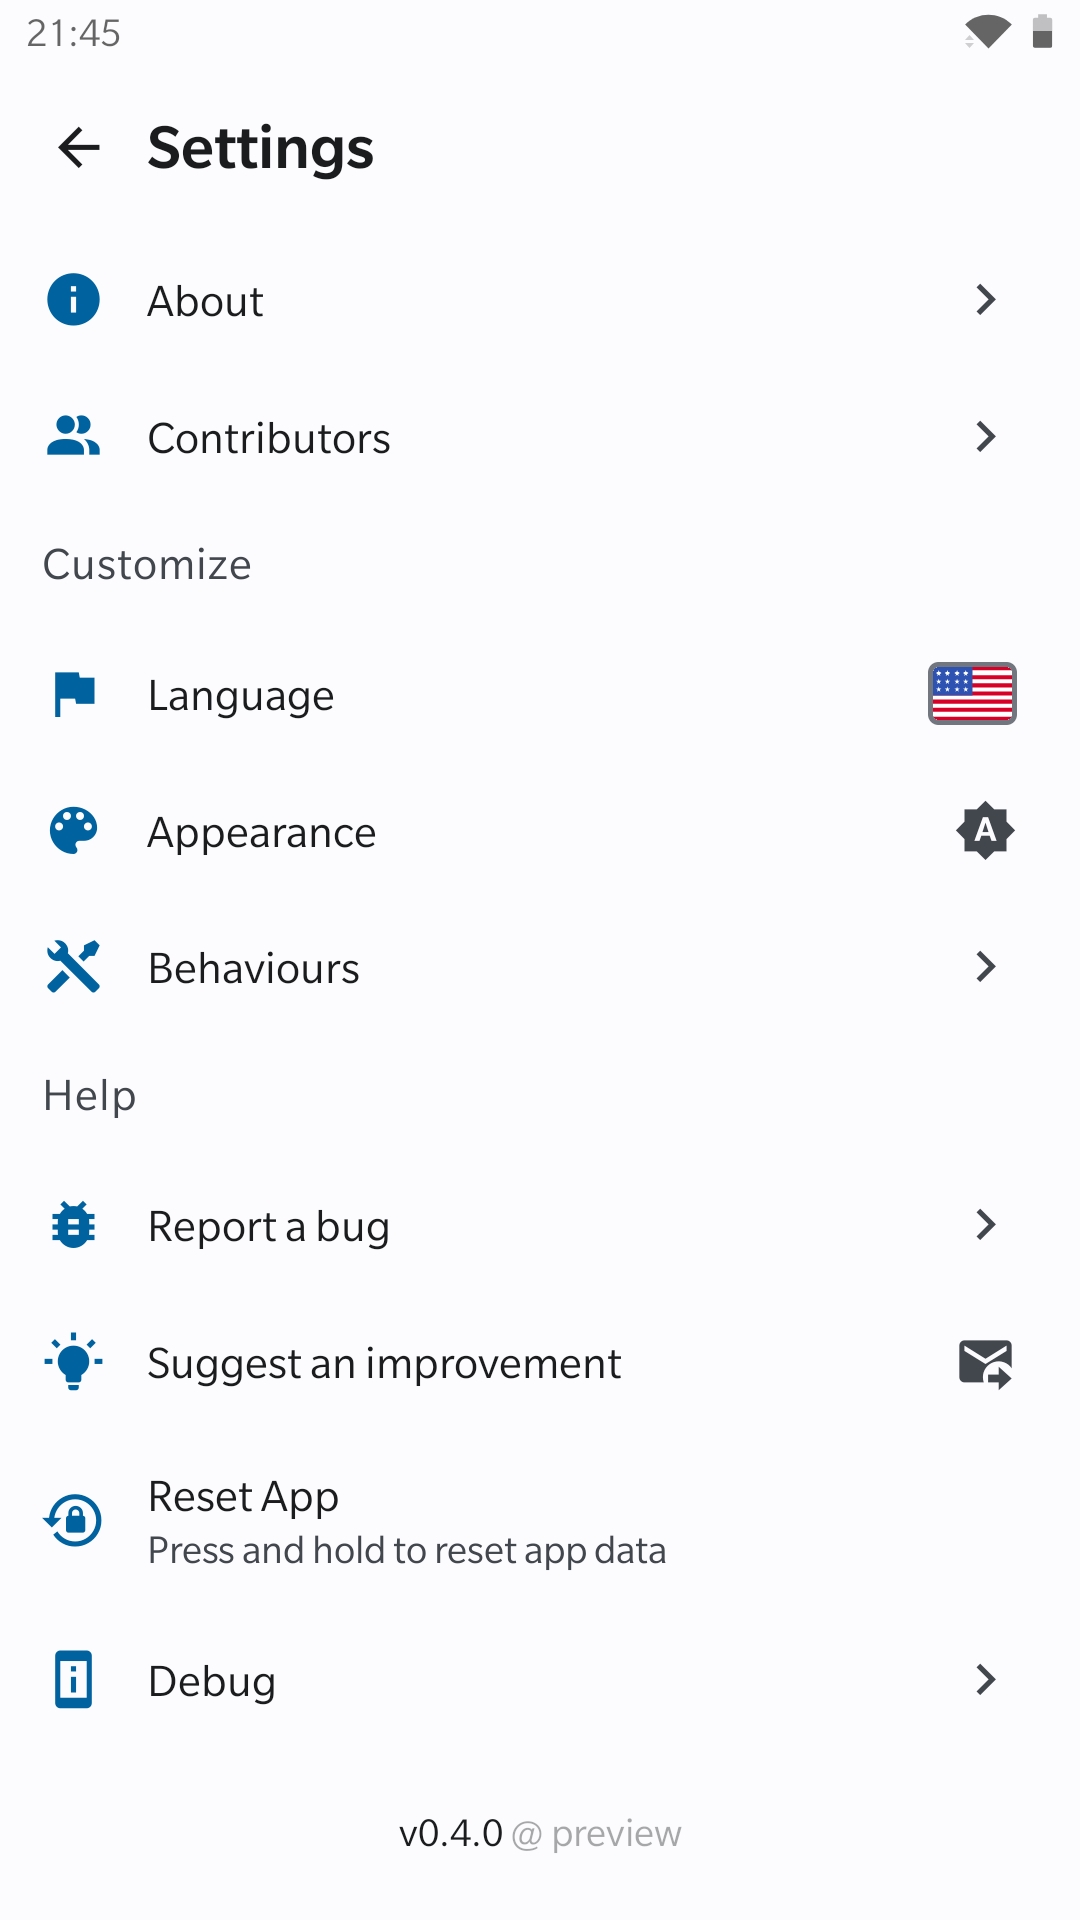 21:45
Settings
About
Contributors
Customize
Language
Appearance
A
Behaviours
Help
Report a bug
Suggest an improvement
Reset App
Press and hold to reset app data
Debug
v0.4.0 @ preview